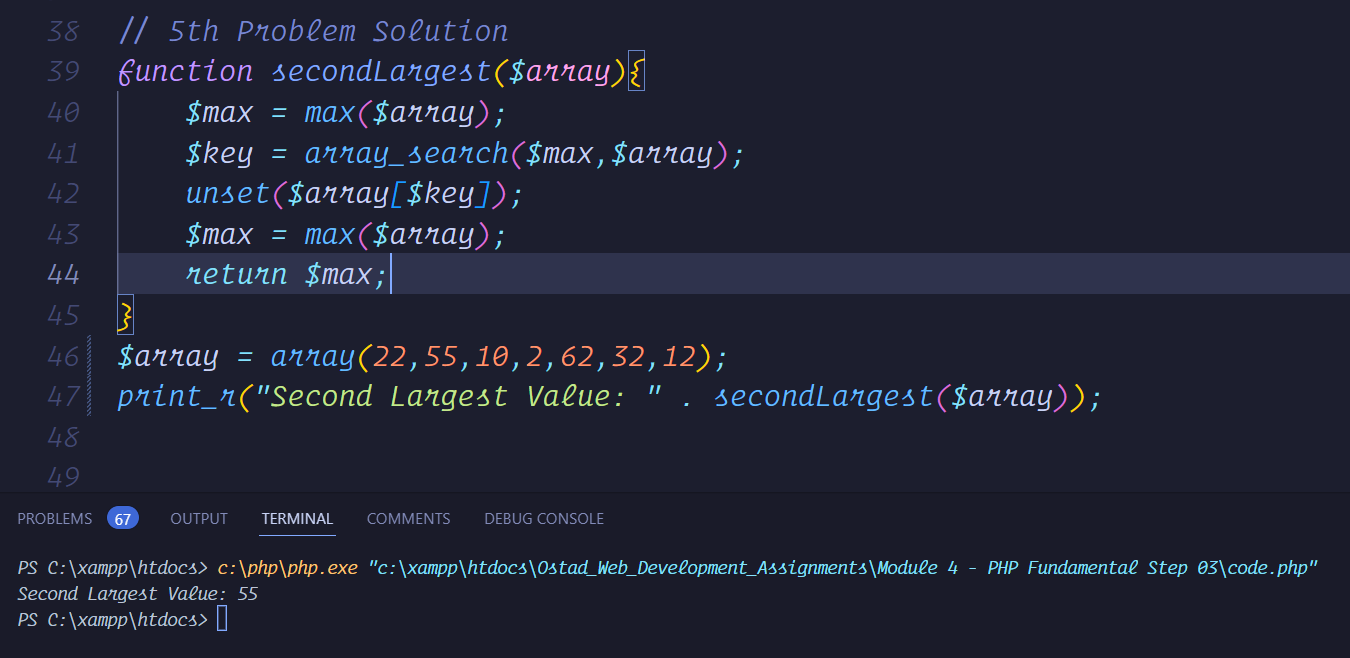 38 // 5th Problem Solution
39 function secondLargest($array){
40     $max = max($array);
41     $key = array_search($max,$array);
42     unset($array[$key]);
43     $max = max($array);
44     return $max;
45 }
46 $array = array(22,55,10,2,62,32,12);
47 print_r("Second Largest Value: " . secondLargest($array));
48
49
PROBLEMS 67 OUTPUT TERMINAL COMMENTS DEBUG CONSOLE
PS C:\xampp\htdocs> c:\php\php.exe "c:\xampp\htdocs\Ostad_Web_Development_Assignments\Module 4 - PHP Fundamental Step 03\code.php"
Second Largest Value: 55
PS C:\xampp\htdocs>